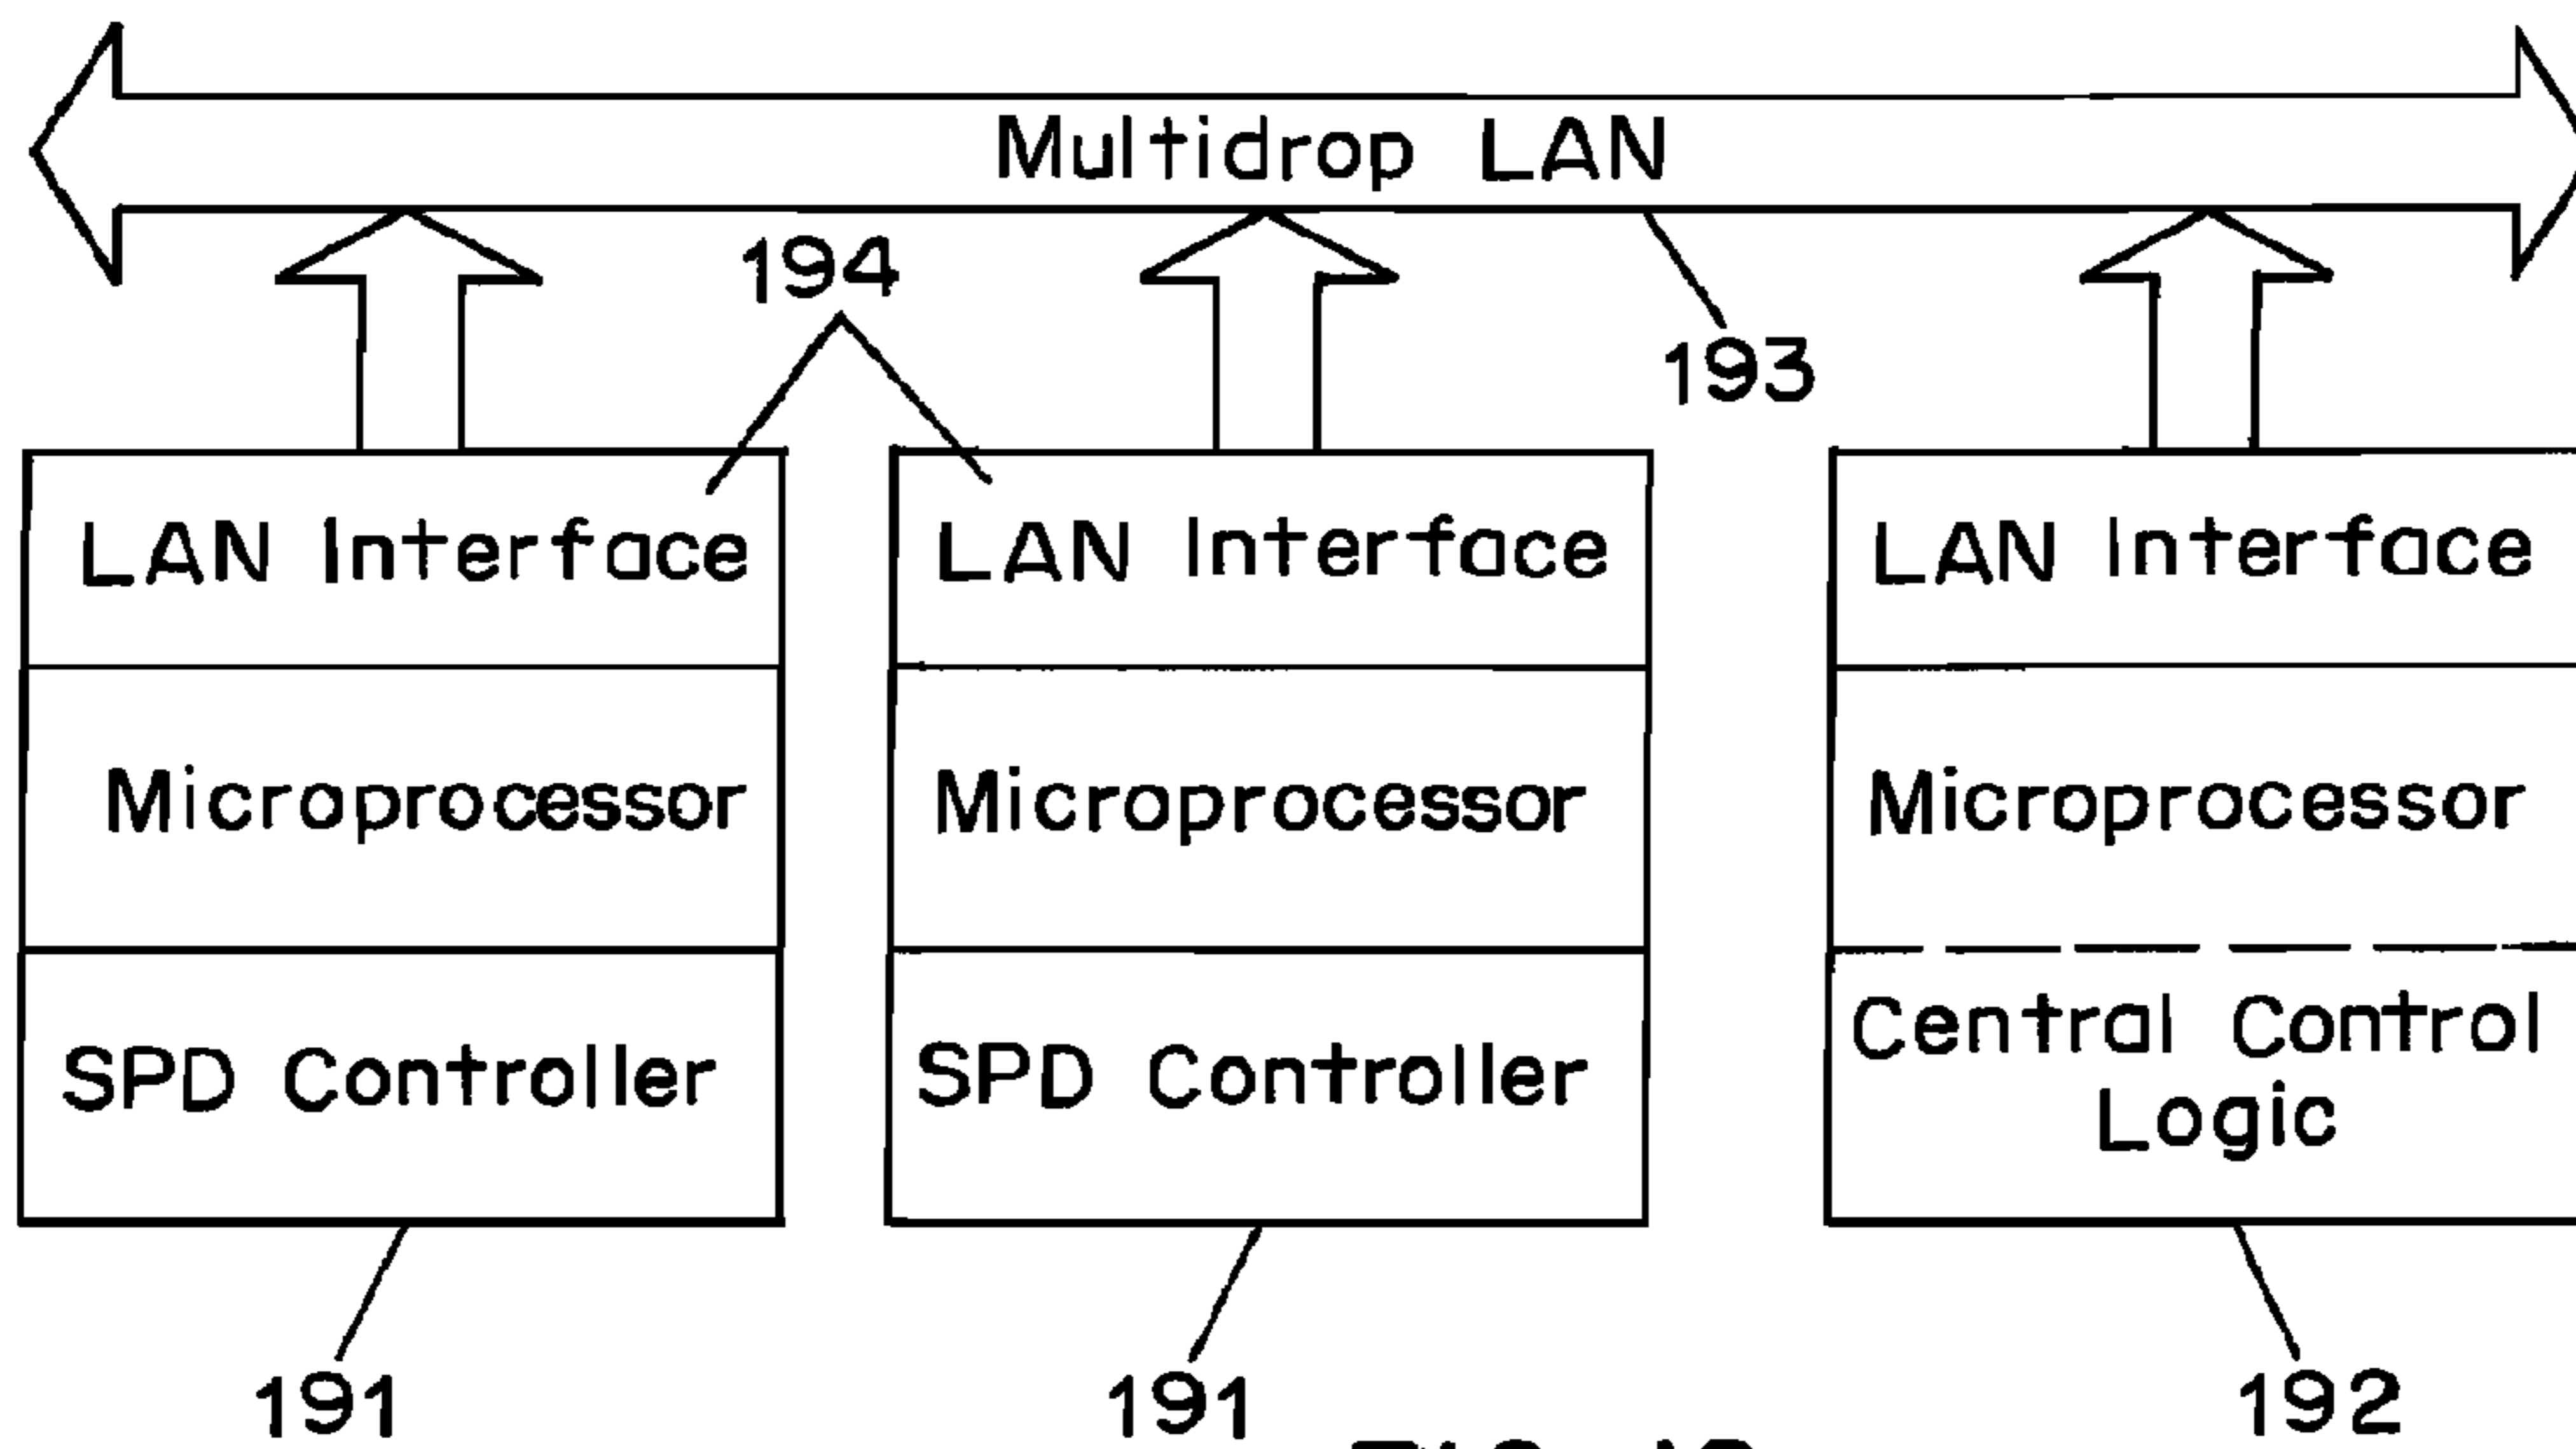 Multidrop LAN
194
193
LAN Interface
LAN Interface
LAN Interface
Microprocessor
Microprocessor
Microprocessor
SPD Controller
SPD Controller
Central Control
Logic
191
191
192